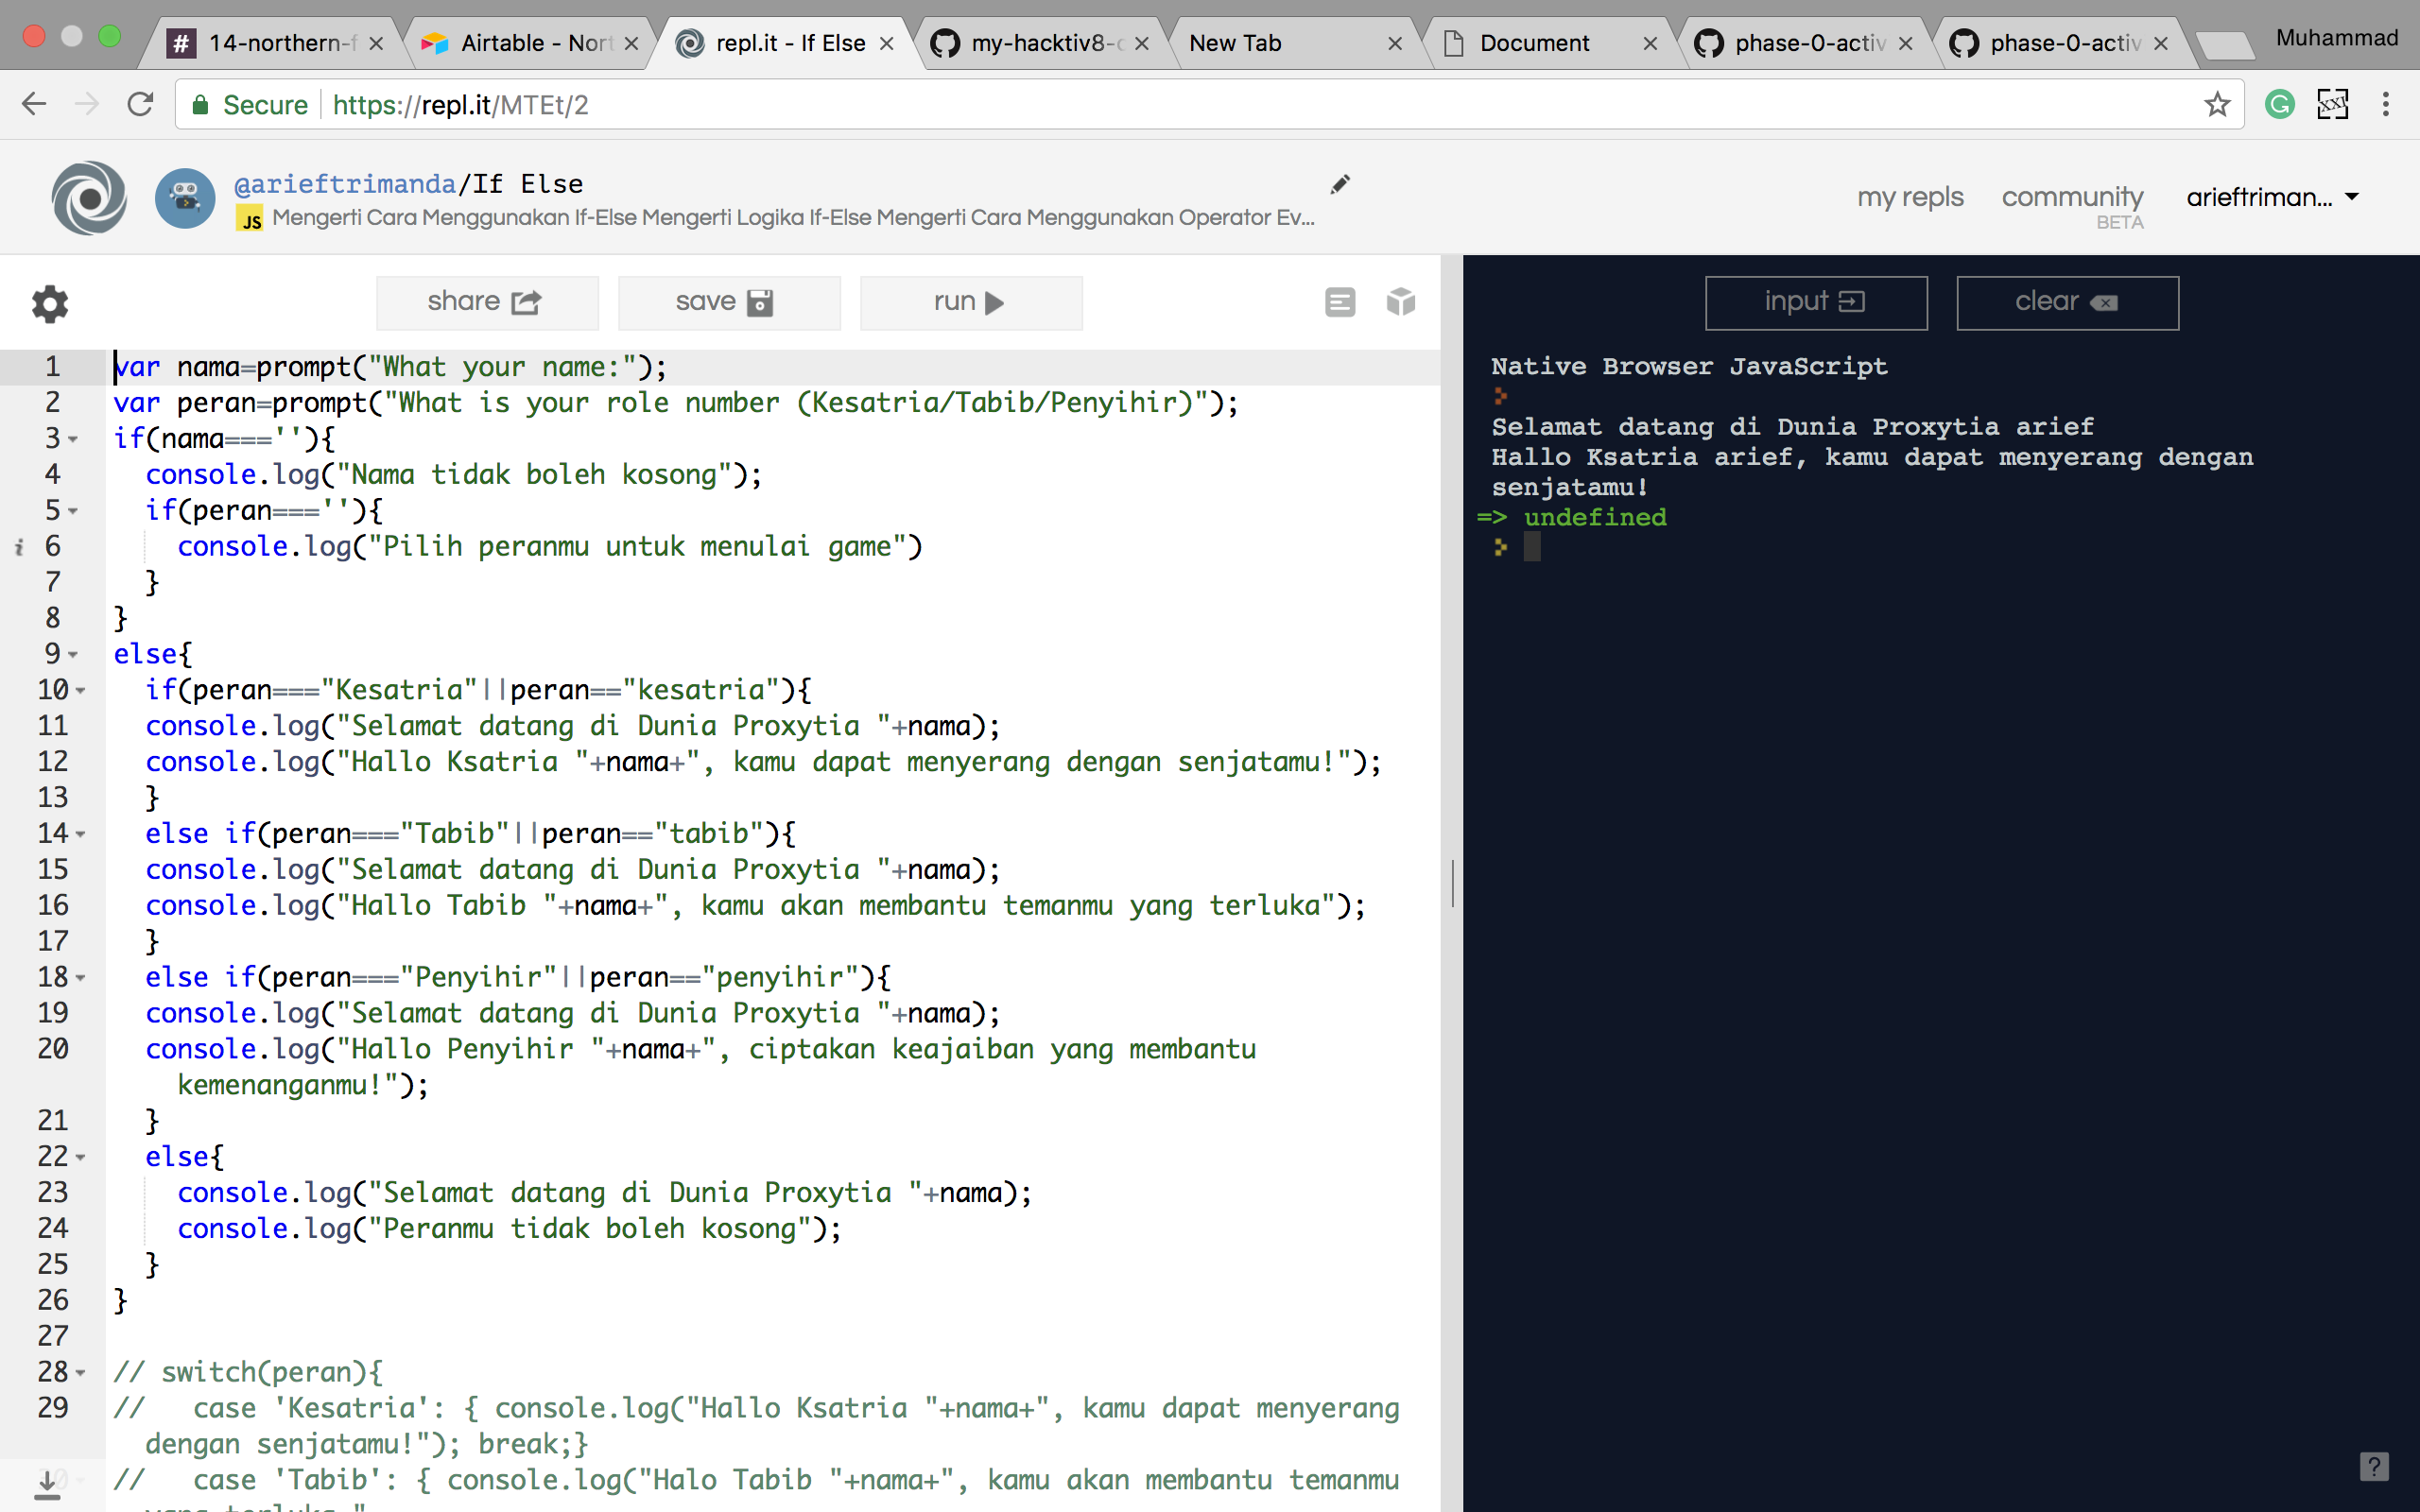 14-northern-f
Airtable - Nort
repl.it - If Else
my-hacktiv8-c
New Tab
Document
phase-0-activ
phase-0-activ
Muhammad
Secure https://repl.it/MTEt/2
@arieftrimanda/If Else
JS Mengerti Cara Menggunakan If-Else Mengerti Logika If-Else Mengerti Cara Menggunakan Operator Ev...
my repls
community
BETA
arieftriman...
share
save
run
input
clear
1 var nama=prompt("What your name:");
2 var peran=prompt("What is your role number (Kesatria/Tabib/Penyihir)");
3 if(nama===''){
4 console.log("Nama tidak boleh kosong");
5 if(peran===''){
i 6 console.log("Pilih peranmu untuk menulai game")
7 }
8 }
9 else{
10 if(peran==="Kesatria"||peran=="kesatria"){
11 console.log("Selamat datang di Dunia Proxytia "+nama);
12 console.log("Hallo Ksatria "+nama+", kamu dapat menyerang dengan senjatamu!");
13 }
14 else if(peran==="Tabib"||peran=="tabib"){
15 console.log("Selamat datang di Dunia Proxytia "+nama);
16 console.log("Hallo Tabib "+nama+", kamu akan membantu temanmu yang terluka");
17 }
18 else if(peran==="Penyihir"||peran=="penyihir"){
19 console.log("Selamat datang di Dunia Proxytia "+nama);
20 console.log("Hallo Penyihir "+nama+", ciptakan keajaiban yang membantu
kemenanganmu!");
21 }
22 else{
23 console.log("Selamat datang di Dunia Proxytia "+nama);
24 console.log("Peranmu tidak boleh kosong");
25 }
26 }
27
28 // switch(peran){
29 // case 'Kesatria': { console.log("Hallo Ksatria "+nama+", kamu dapat menyerang
dengan senjatamu!"); break;}
30 // case 'Tabib': { console.log("Halo Tabib "+nama+", kamu akan membantu temanmu
Native Browser JavaScript
Selamat datang di Dunia Proxytia arief
Hallo Ksatria arief, kamu dapat menyerang dengan
senjatamu!
=> undefined
?